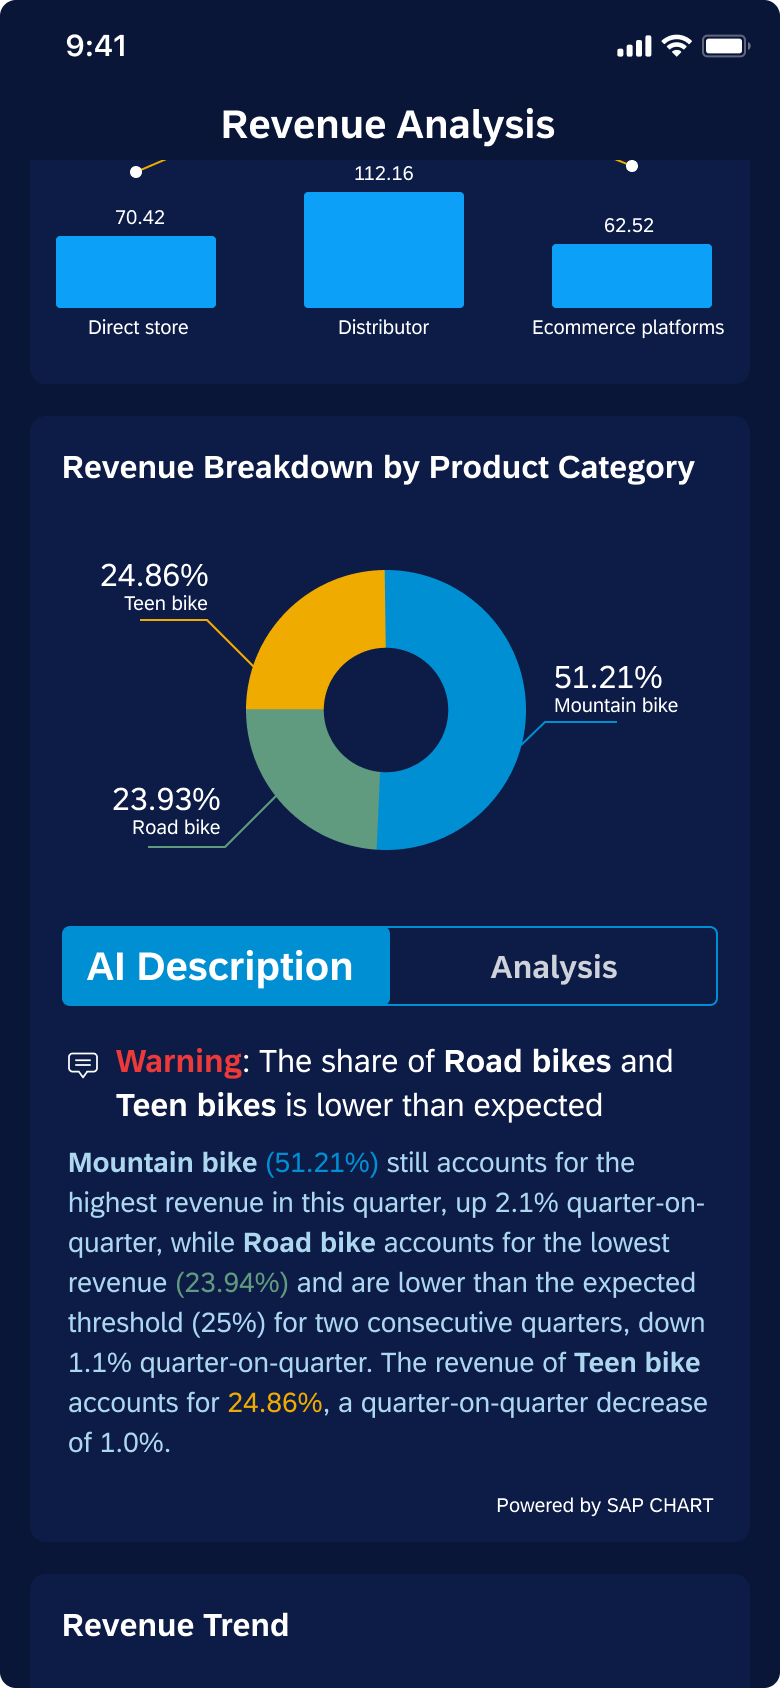 9:41
Revenue Analysis
112.16
70.42
62.52
Direct store
Distributor
Ecommerce platforms
Revenue Breakdown by Product Category
24.86%
Teen bike
51.21%
Mountain bike
23.93%
Road bike
AI Description
Analysis
Warning: The share of Road bikes and
Teen bikes is lower than expected
Mountain bike (51.21%) still accounts for the
highest revenue in this quarter, up 2.1% quarter-on-
quarter, while Road bike accounts for the lowest
revenue (23.94%) and are lower than the expected
threshold (25%) for two consecutive quarters, down
1.1% quarter-on-quarter. The revenue of Teen bike
accounts for 24.86%, a quarter-on-quarter decrease
of 1.0%.
Powered by SAP CHART
Revenue Trend